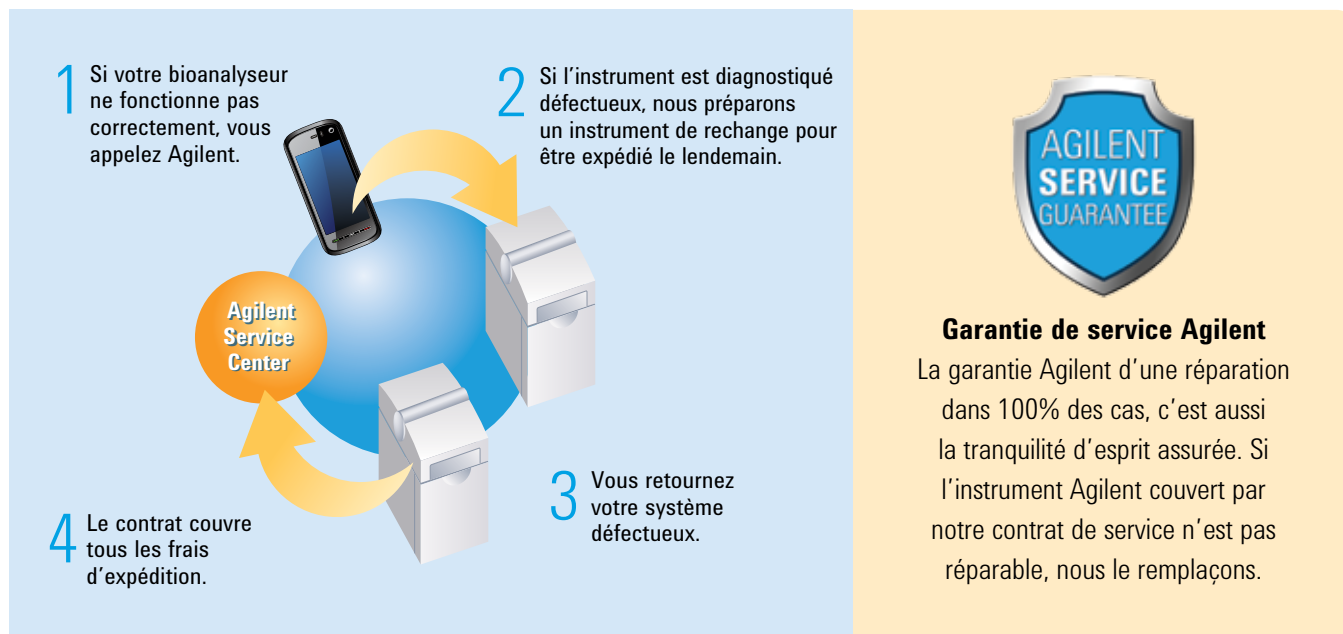 1 Si votre bioanalyseur
ne fonctionne pas
correctement, vous
appelez Agilent.
2 Si l'instrument est diagnostiqué
défectueux, nous préparons
un instrument de rechange pour
être expédié le lendemain.
Agilent
Service
Center
3 Vous retournez
votre système
défectueux.
4 Le contrat couvre
tous les frais
d'expédition.
AGILENT
SERVICE
GUARANTEE
Garantie de service Agilent
La garantie Agilent d'une réparation
dans 100% des cas, c'est aussi
la tranquilité d'esprit assurée. Si
l'instrument Agilent couvert par
notre contrat de service n'est pas
réparable, nous le remplaçons.